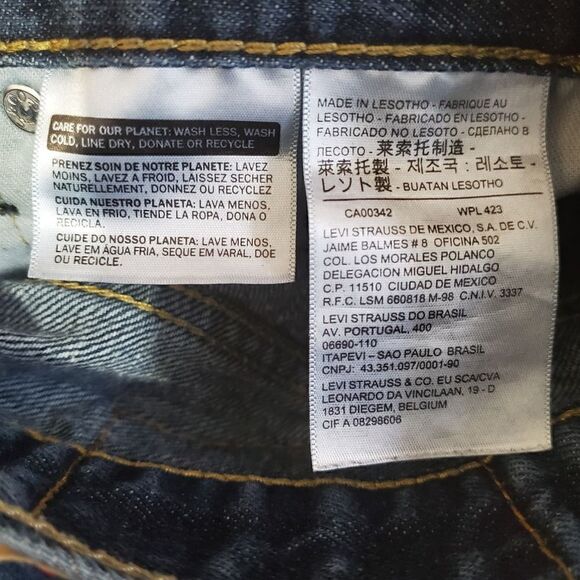 CARE FOR OUR PLANET: WASH LESS, WASH
COLD, LINE DRY, DONATE OR RECYCLE
PRENEZ SOIN DE NOTRE PLANETE: LAVEZ
MOINS, LAVEZ A FROID, LAISSEZ SECHER
NATURELLEMENT, DONNEZ OU RECYCLEZ
CUIDA NUESTRO PLANETA: LAVA MENOS,
LAVA EN FRIO, TIENDE LA ROPA, DONA O
RECICLA.
CUIDE DO NOSSO PLANETA: LAVE MENOS,
LAVE EM ÁGUA FRIA, SEQUE EM VARAL, DOE
OU RECICLE.
MADE IN LESOTHO - FABRIQUE AU
LESOTHO - FABRICADO EN LESOTHO -
FABRICADO NO LESOTO - СДЕЛАНО В
ЛЕСОТО - 萊索托制造 -
萊索托製 - 제조국 : 레소토 -
レソト製 - BUATAN LESOTHO
CA00342 WPL 423
LEVI STRAUSS DE MEXICO, S.A. DE C.V.
JAIME BALMES # 8 OFICINA 502
COL. LOS MORALES POLANCO
DELEGACION MIGUEL HIDALGO
C.P. 11510 CIUDAD DE MEXICO
R.F.C. LSM 660818 M-98 C.N.I.V. 3337
LEVI STRAUSS DO BRASIL
AV. PORTUGAL, 400
06690-110
ITAPEVI - SAO PAULO BRASIL
CNPJ: 43.351.097/0001-90
LEVI STRAUSS & CO. EU SCA/CVA
LEONARDO DA VINCILAAN, 19 - D
1831 DIEGEM, BELGIUM
CIF A 08298606